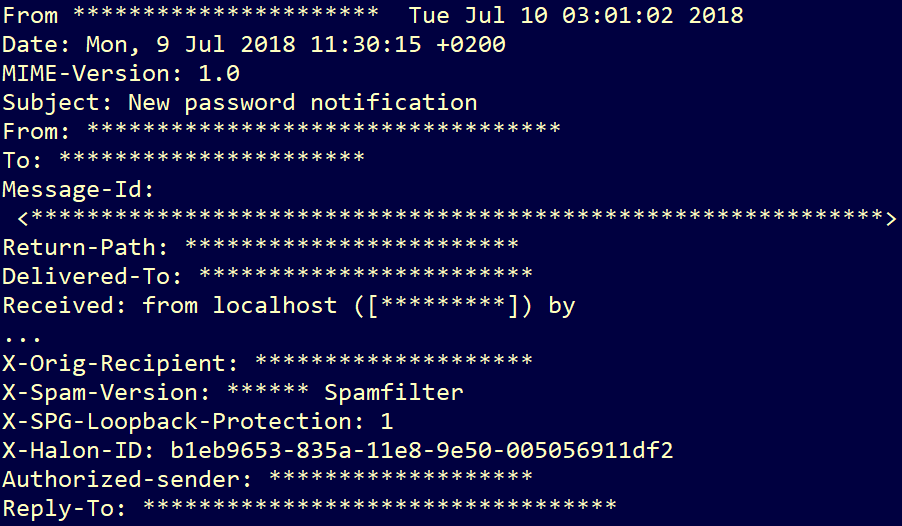 From **********************  Tue Jul 10 03:01:02 2018
Date: Mon, 9 Jul 2018 11:30:15 +0200
MIME-Version: 1.0
Subject: New password notification
From: **********************************
To: **********************
Message-Id:
 <*************************************************************>
Return-Path: ************************
Delivered-To: ************************
Received: from localhost ([*********]) by
...
X-Orig-Recipient: ********************
X-Spam-Version: ****** Spamfilter
X-SPG-Loopback-Protection: 1
X-Halon-ID: b1eb9653-835a-11e8-9e50-005056911df2
Authorized-sender: *******************
Reply-To: **********************************